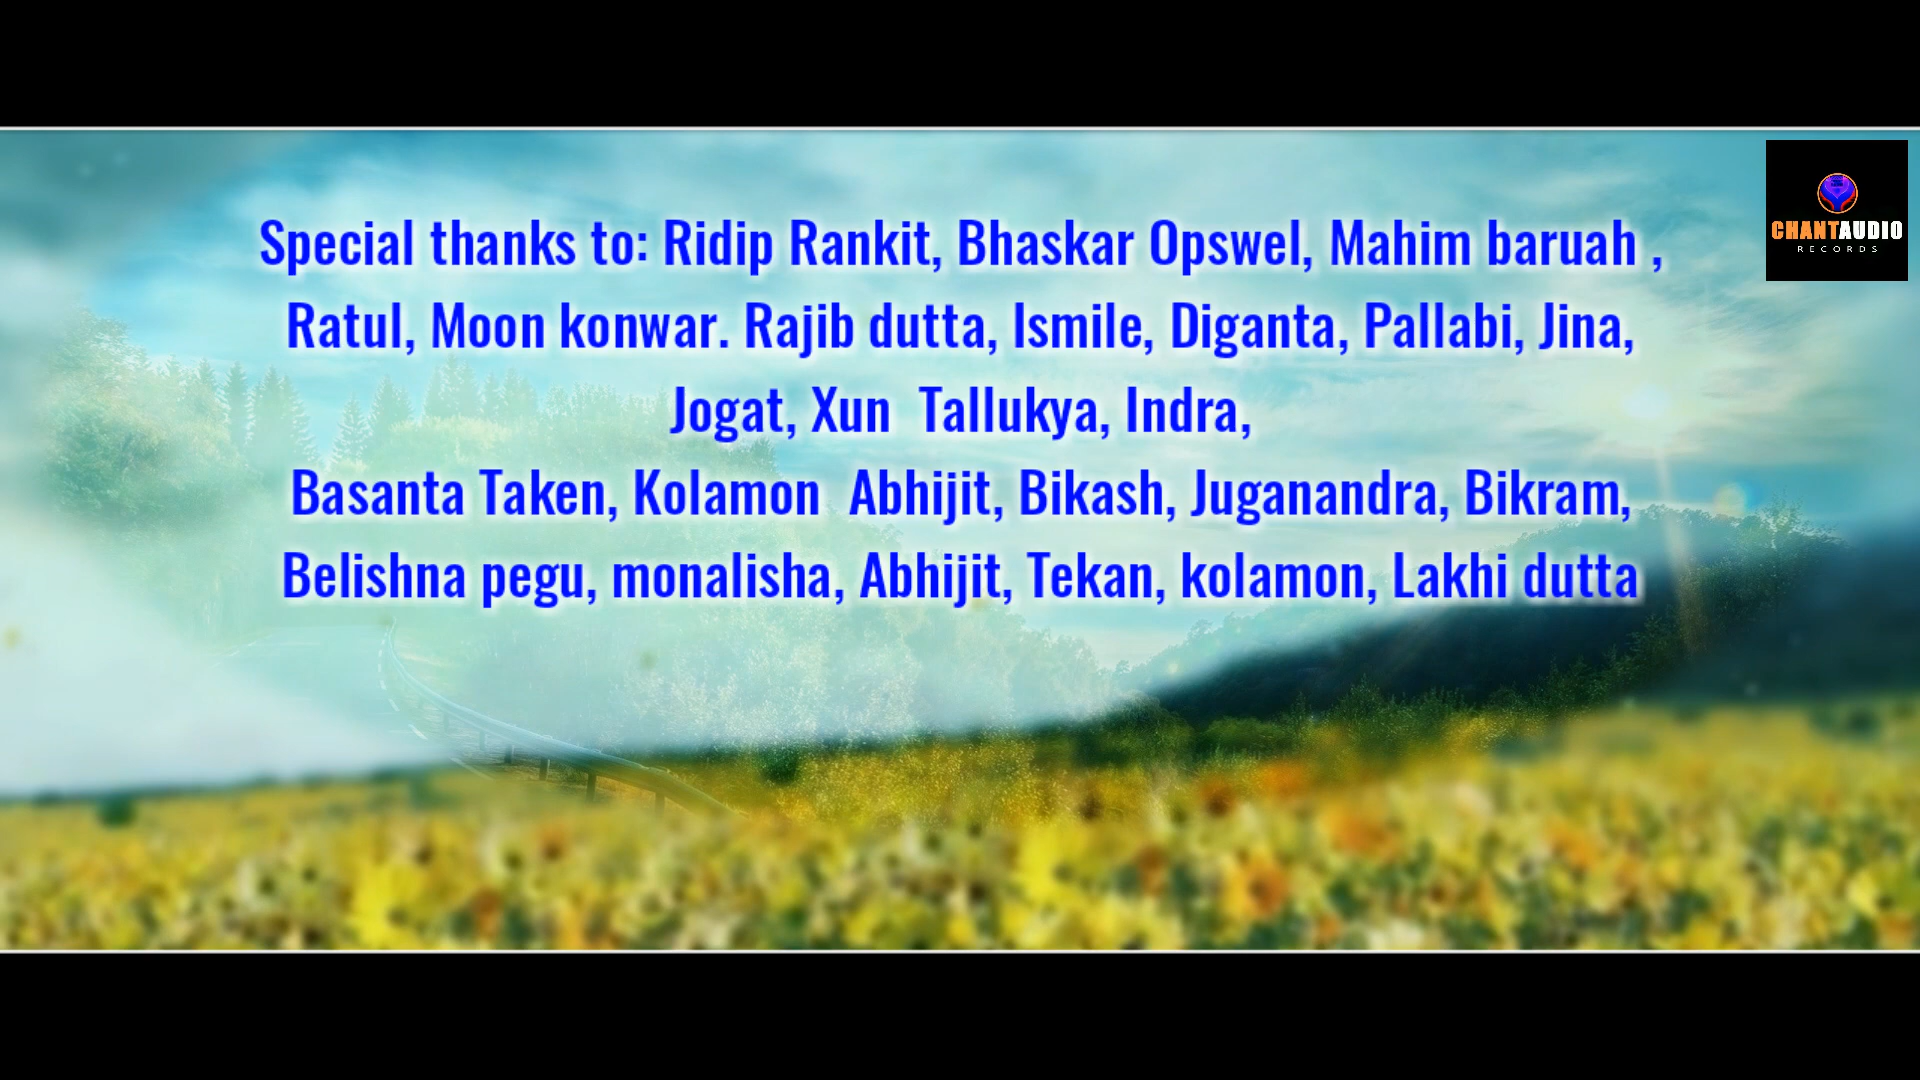 Special thanks to: Ridip Rankit, Bhaskar Opswel, Mahim baruah ,
Ratul, Moon konwar. Rajib dutta, Ismile, Diganta, Pallabi, Jina,
Jogat, Xun  Tallukya, Indra,
Basanta Taken, Kolamon  Abhijit, Bikash, Juganandra, Bikram,
Belishna pegu, monalisha, Abhijit, Tekan, kolamon, Lakhi dutta
CHANTAUDIO
RECORDS